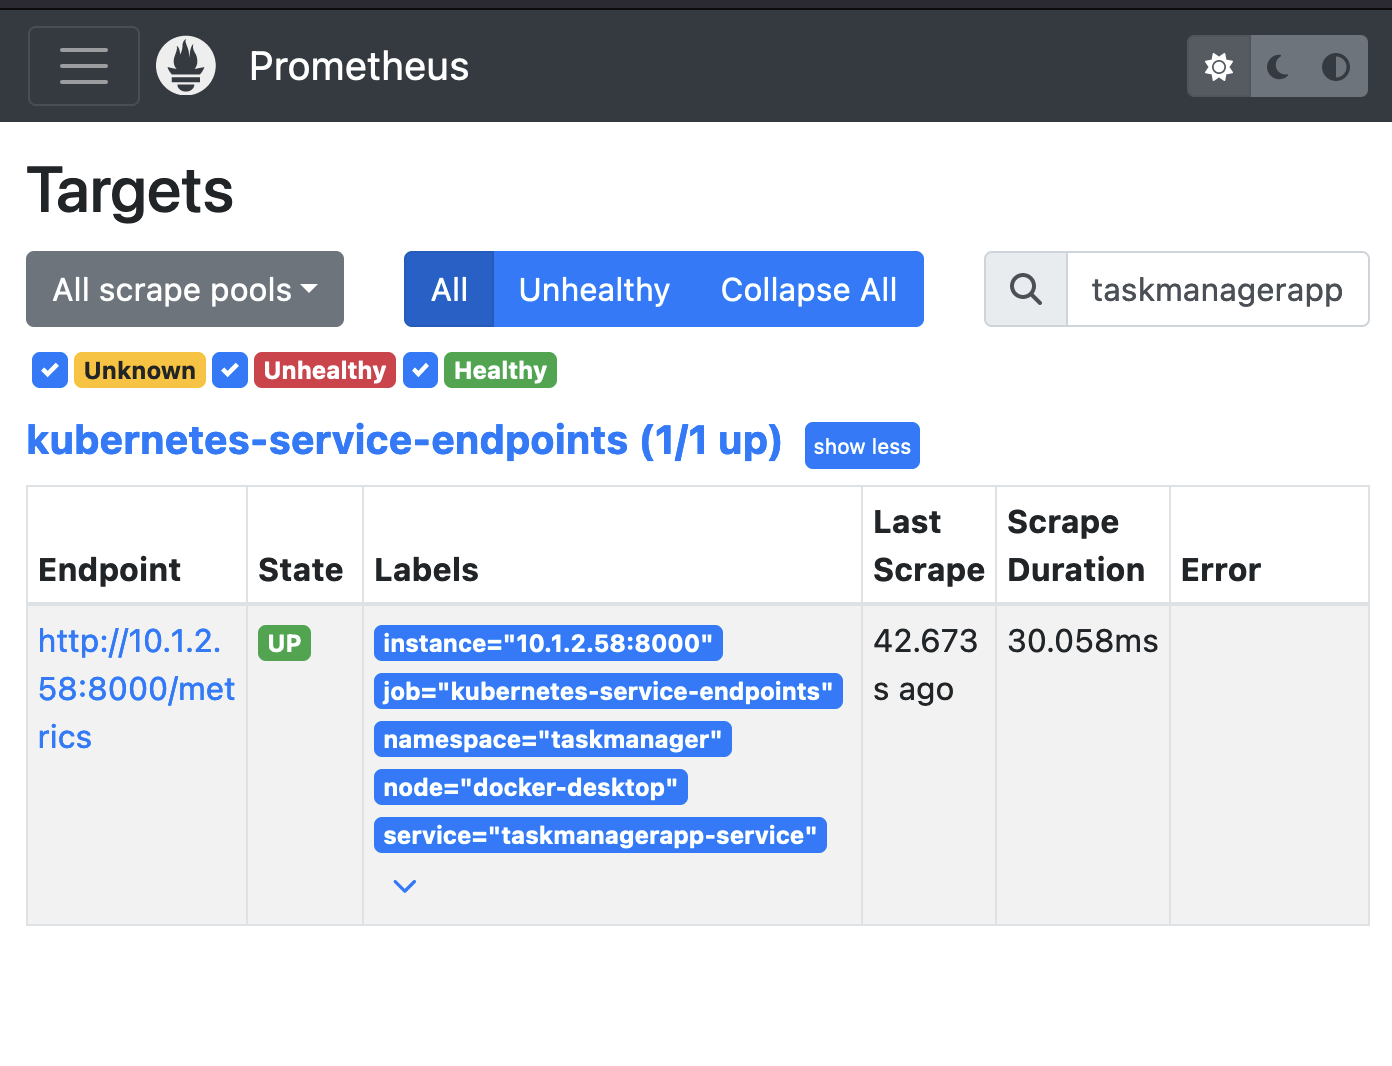 Prometheus
Targets
All scrape pools
All
Unhealthy
Collapse All
taskmanagerapp
Unknown
Unhealthy
Healthy
kubernetes-service-endpoints (1/1 up)
show less
Endpoint
State
Labels
Last
Scrape
Scrape
Duration
Error
http://10.1.2.
58:8000/met
rics
UP
instance="10.1.2.58:8000"
job="kubernetes-service-endpoints"
namespace="taskmanager"
node="docker-desktop"
service="taskmanagerapp-service"
42.673
s ago
30.058ms